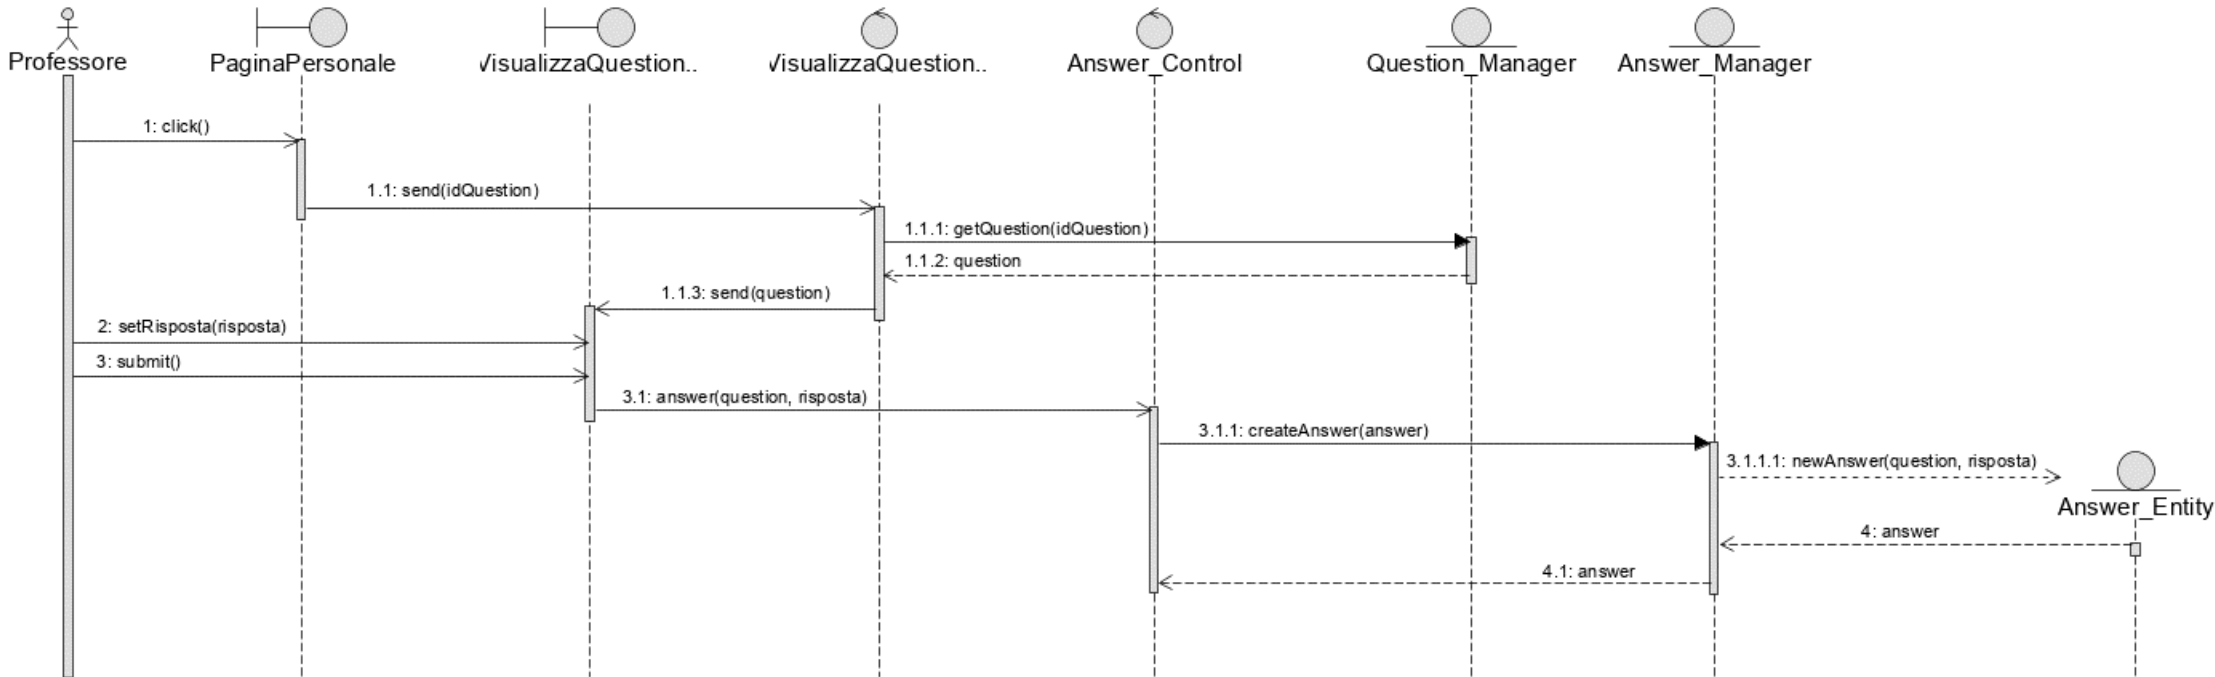 Professore
PaginaPersonale
VisualizzaQuestion..
VisualizzaQuestion..
Answer_Control
Question_Manager
Answer_Manager
1: click()
1.1: send(idQuestion)
1.1.1: getQuestion(idQuestion)
1.1.2: question
1.1.3: send(question)
2: setRisposta(risposta)
3: submit()
3.1: answer(question, risposta)
3.1.1: createAnswer(answer)
3.1.1.1: newAnswer(question, risposta)
Answer_Entity
4: answer
4.1: answer